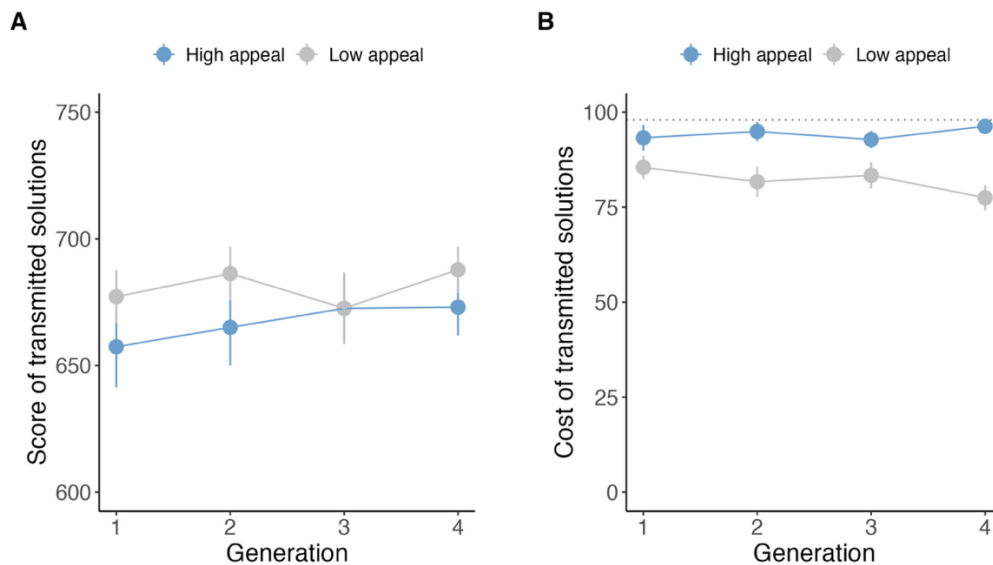 A
High appeal Low appeal
Score of transmitted solutions
750
700
650
600
1 2 3 4
Generation
B
High appeal Low appeal
Cost of transmitted solutions
100
75
50
25
0
1 2 3 4
Generation